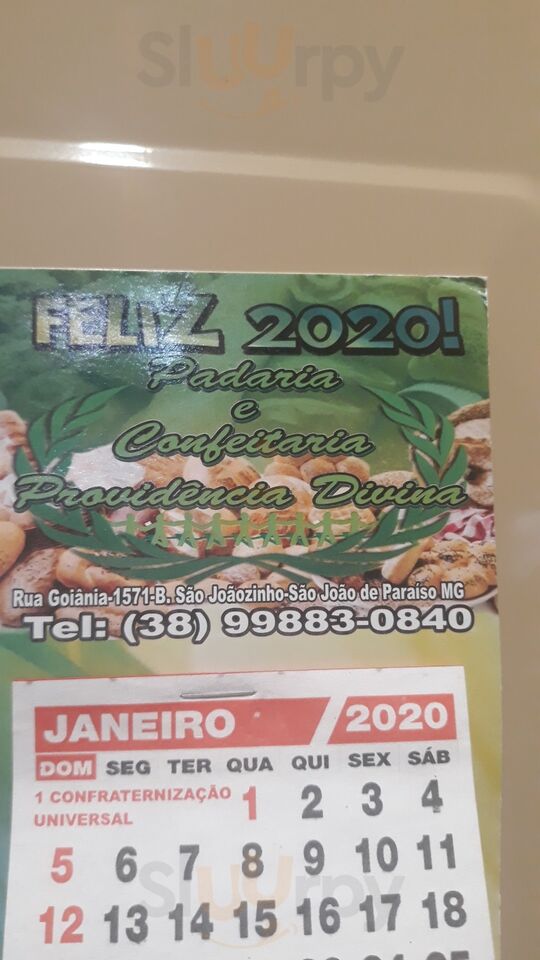 Sluurpy
FELIZ 2020!
Padaria
e
Confeitaria
Providência Divina
Rua Goiânia-1571-B. São Joãozinho-São João de Paraíso MG
Tel: (38) 99883-0840
JANEIRO 2020
DOM SEG TER QUA QUI SEX SÁB
1 CONFRATERNIZAÇÃO UNIVERSAL 1 2 3 4
5 6 7 8 9 10 11
12 13 14 15 16 17 18
Sluurpy